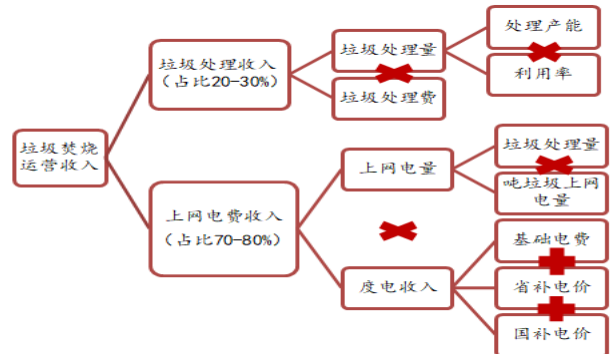 垃圾焚烧
运营收入
垃圾处理收入
（占比20-30%）
垃圾处理量
处理产能
利用率
垃圾处理费
上网电费收入
（占比70-80%）
上网电量
垃圾处理量
吨垃圾上网
电量
度电收入
基础电费
省补电价
国补电价